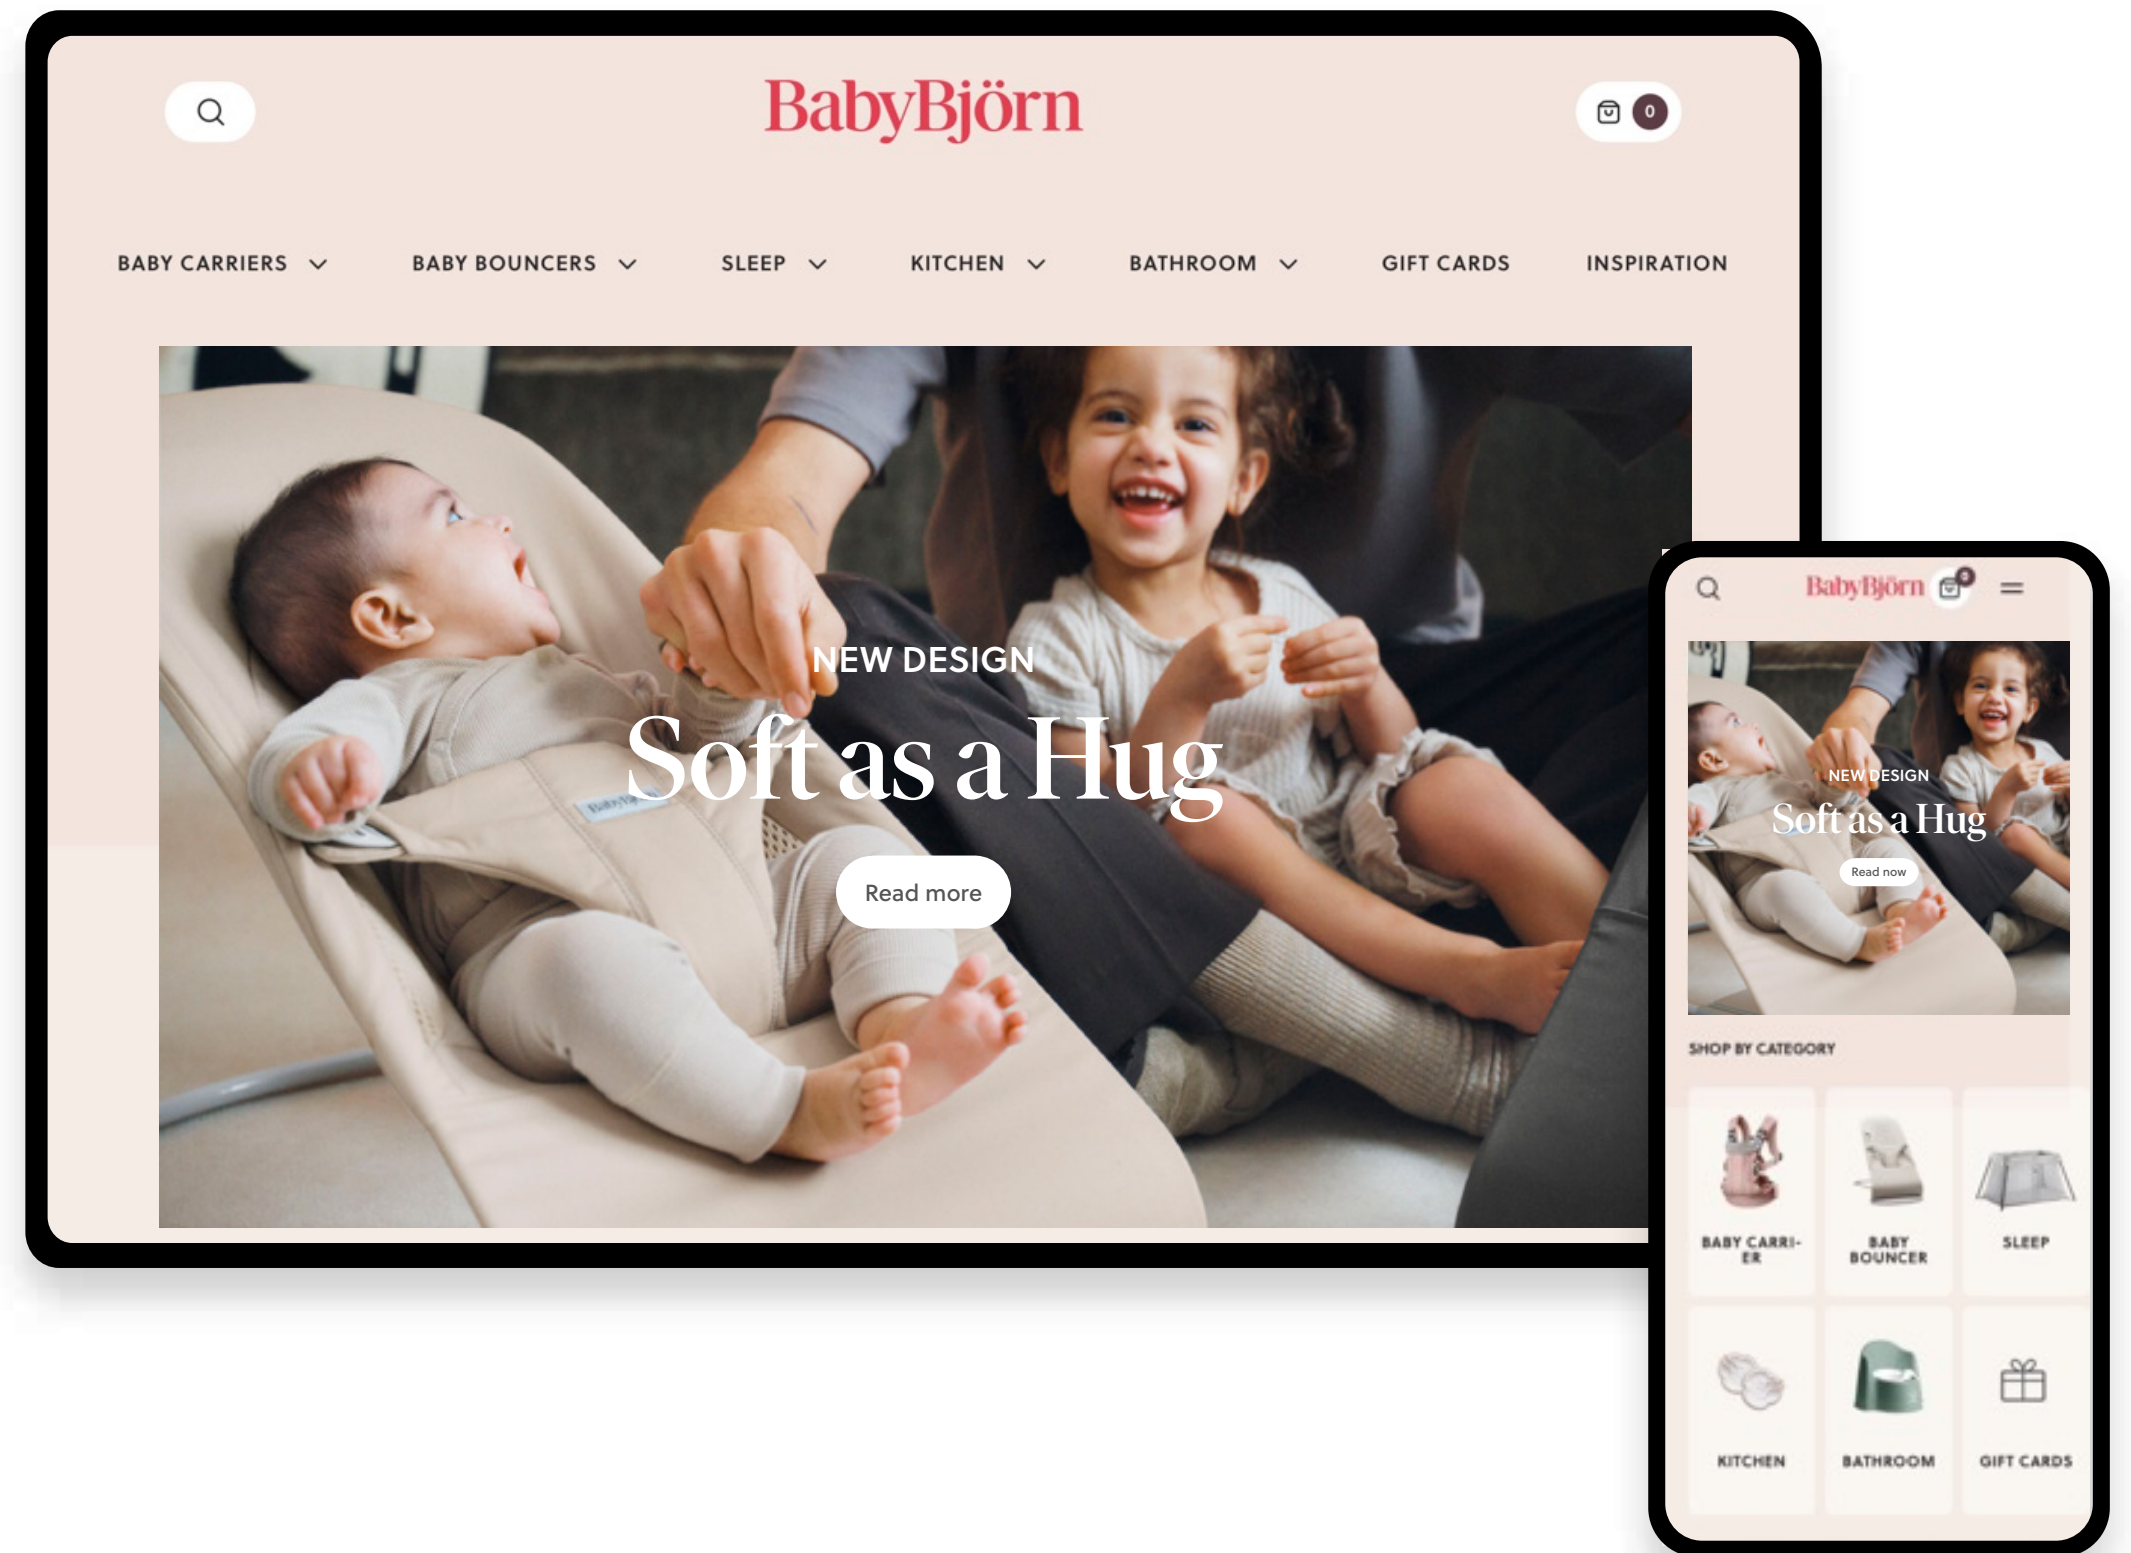 BabyBjörn
0
BABY CARRIERS
BABY BOUNCERS
SLEEP
KITCHEN
BATHROOM
GIFT CARDS
INSPIRATION
NEW DESIGN
Soft as a Hug
BabyBjörn
Read more
BabyBjörn
0
NEW DESIGN
Soft as a Hug
Read now
SHOP BY CATEGORY
BABY CARRI-
ER
BABY
BOUNCER
SLEEP
KITCHEN
BATHROOM
GIFT CARDS